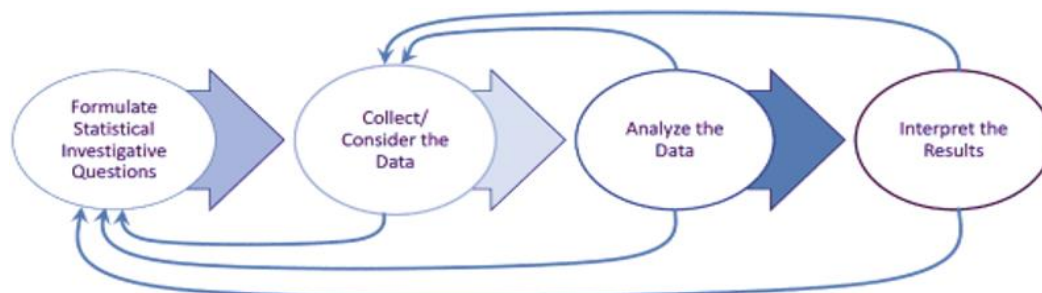 Formulate
Statistical
Investigative
Questions
Collect/
Consider the
Data
Analyze the
Data
Interpret the
Results